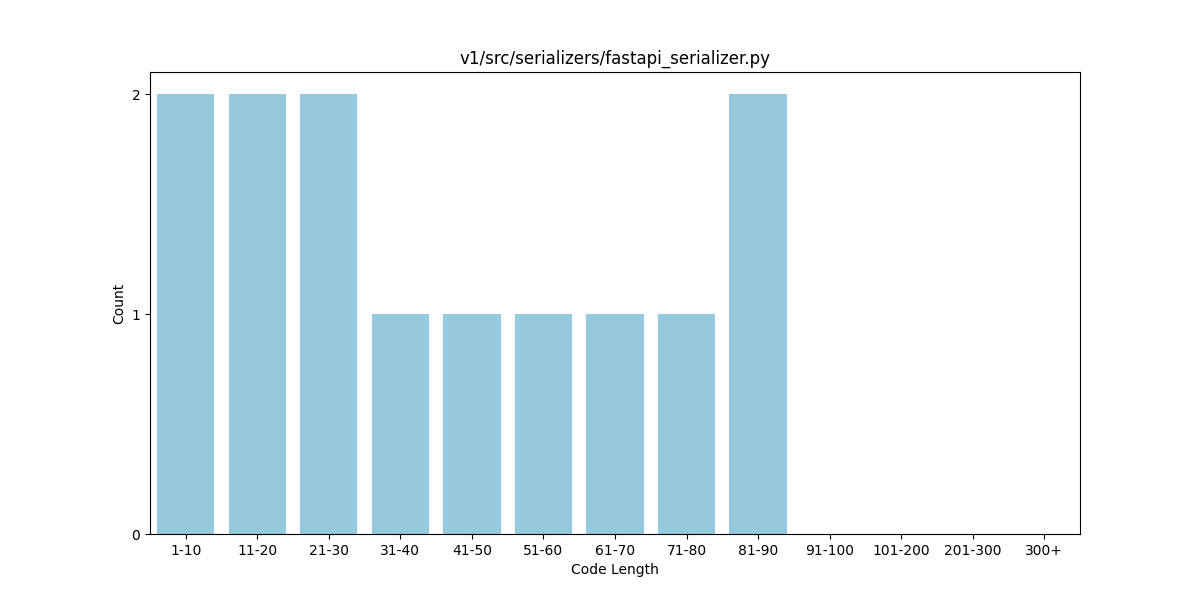 v1/src/serializers/fastapi_serializer.py
2
1
0
Count
1-10 11-20 21-30 31-40 41-50 51-60 61-70 71-80 81-90 91-100 101-200 201-300 300+
Code Length